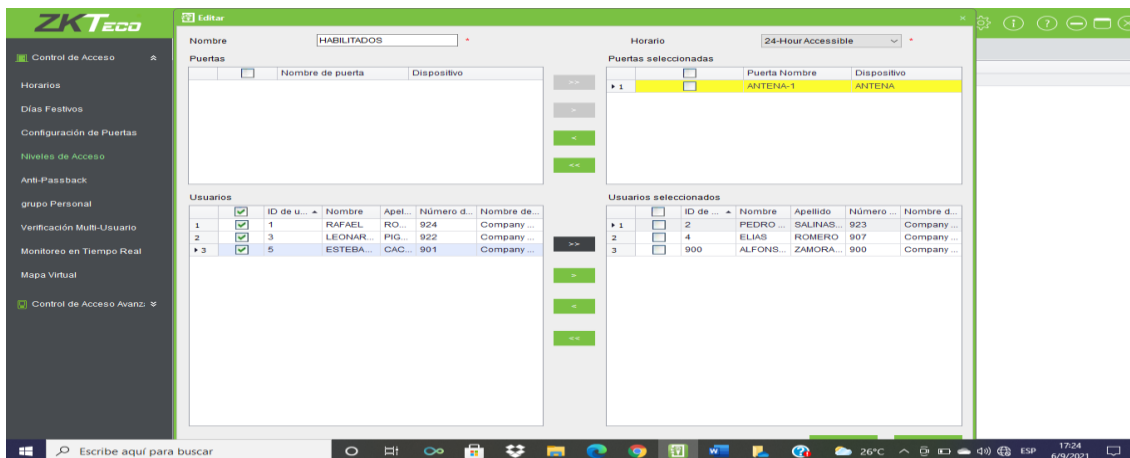 ZKTeco
Editar
Nombre HABILITADOS * Horario 24-Hour Accessible *
Puertas Puertas seleccionadas
Nombre de puerta Dispositivo
Puerta Nombre Dispositivo
1 ANTENA-1 ANTENA
>>
>
<
<<
Control de Acceso
Horarios
Días Festivos
Configuración de Puertas
Niveles de Acceso
Anti-Passback
grupo Personal
Verificación Multi-Usuario
Monitoreo en Tiempo Real
Mapa Virtual
Control de Acceso Avanz
Usuarios
ID de u... Nombre Apel... Número d... Nombre de...
1 1 RAFAEL RO... 924 Company ...
2 3 LEONAR... PIG... 922 Company ...
3 5 ESTEBA... CAC... 901 Company ...
>>
>
<
<<
Usuarios seleccionados
ID de ... Nombre Apellido Número ... Nombre d...
1 2 PEDRO ... SALINAS... 923 Company ...
2 4 ELIAS ROMERO 907 Company ...
3 900 ALFONS... ZAMORA... 900 Company ...
Escribe aquí para buscar 26°C ESP 17:24
6/9/2021